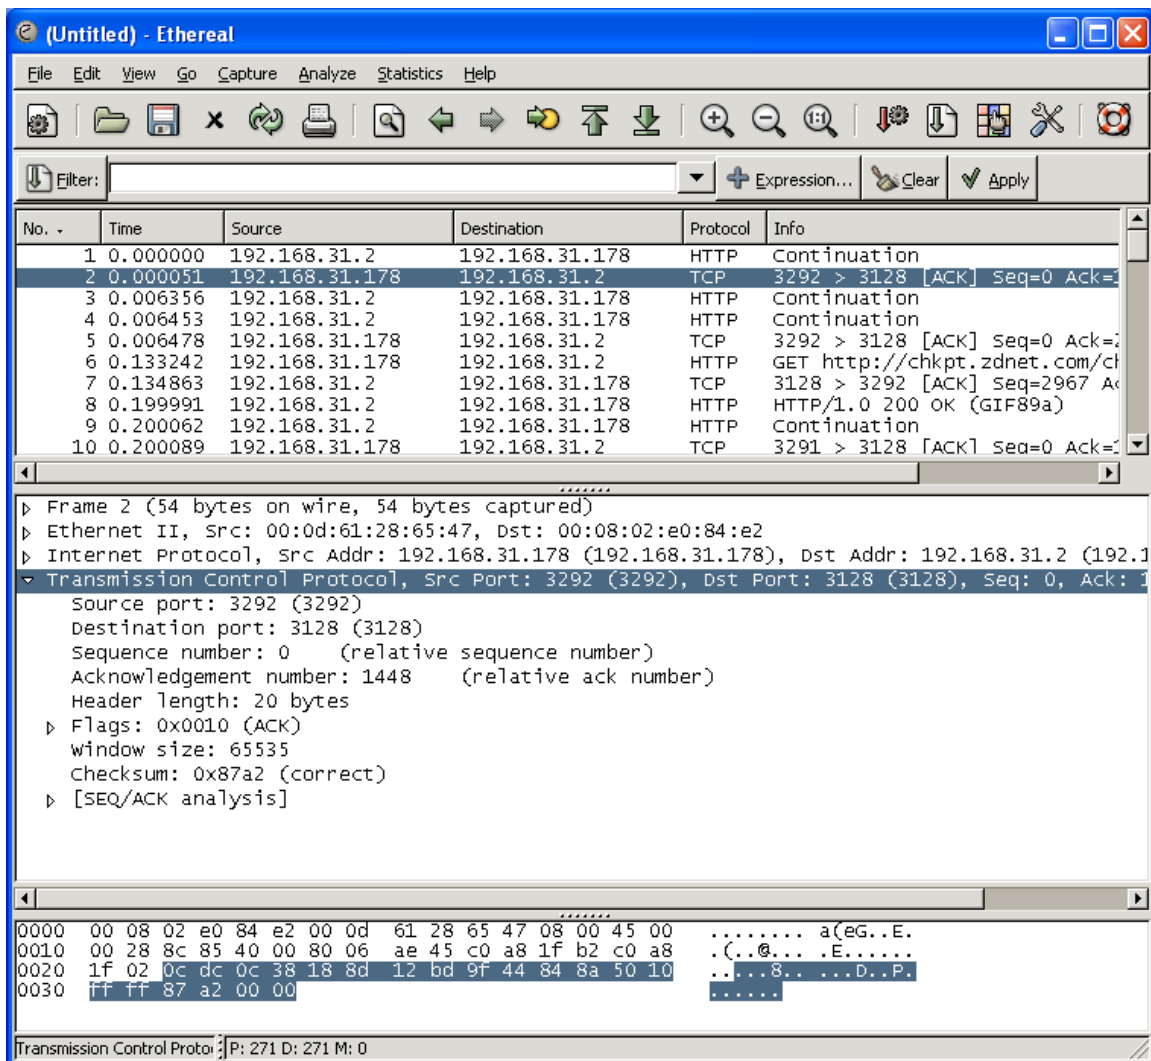 (Untitled) - Ethereal
File Edit View Go Capture Analyze Statistics Help
Filter: Expression... Clear Apply
No. Time Source Destination Protocol Info
1 0.000000 192.168.31.2 192.168.31.178 HTTP Continuation
2 0.000051 192.168.31.178 192.168.31.2 TCP 3292 > 3128 [ACK] Seq=0 Ack=1
3 0.006356 192.168.31.2 192.168.31.178 HTTP Continuation
4 0.006453 192.168.31.2 192.168.31.178 HTTP Continuation
5 0.006478 192.168.31.178 192.168.31.2 TCP 3292 > 3128 [ACK] Seq=0 Ack=2
6 0.133242 192.168.31.178 192.168.31.2 HTTP GET http://chkpt.zdnet.com/ch
7 0.134863 192.168.31.2 192.168.31.178 TCP 3128 > 3292 [ACK] Seq=2967 Ac
8 0.199991 192.168.31.2 192.168.31.178 HTTP HTTP/1.0 200 OK (GIF89a)
9 0.200062 192.168.31.2 192.168.31.178 HTTP Continuation
10 0.200089 192.168.31.178 192.168.31.2 TCP 3291 > 3128 [ACK] Seq=0 Ack=1
Frame 2 (54 bytes on wire, 54 bytes captured)
Ethernet II, Src: 00:0d:61:28:65:47, Dst: 00:08:02:e0:84:e2
Internet Protocol, Src Addr: 192.168.31.178 (192.168.31.178), Dst Addr: 192.168.31.2 (192.1
Transmission Control Protocol, Src Port: 3292 (3292), Dst Port: 3128 (3128), Seq: 0, Ack: 1
Source port: 3292 (3292)
Destination port: 3128 (3128)
Sequence number: 0 (relative sequence number)
Acknowledgement number: 1448 (relative ack number)
Header length: 20 bytes
Flags: 0x0010 (ACK)
Window size: 65535
Checksum: 0x87a2 (correct)
[SEQ/ACK analysis]
0000 00 08 02 e0 84 e2 00 0d 61 28 65 47 08 00 45 00 ........ a(eG..E.
0010 00 28 8c 85 40 00 80 06 ae 45 c0 a8 1f b2 c0 a8 .(..@... .E......
0020 1f 02 0c dc 0c 38 18 8d 12 bd 9f 44 84 8a 50 10 .....8.. ...D..P.
0030 ff ff 87 a2 00 00 ......
Transmission Control Proto P: 271 D: 271 M: 0